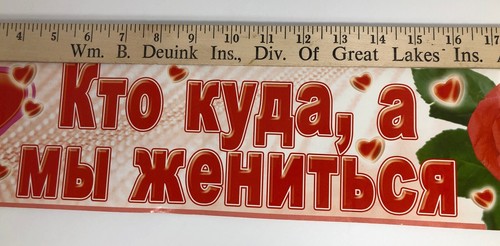 4 5 6 7 8 9 10 11 12 13 14 15 16 17
Wm. B. Deuink Ins., Div. Of Great Lakes Ins.
Кто куда, а
мы жениться